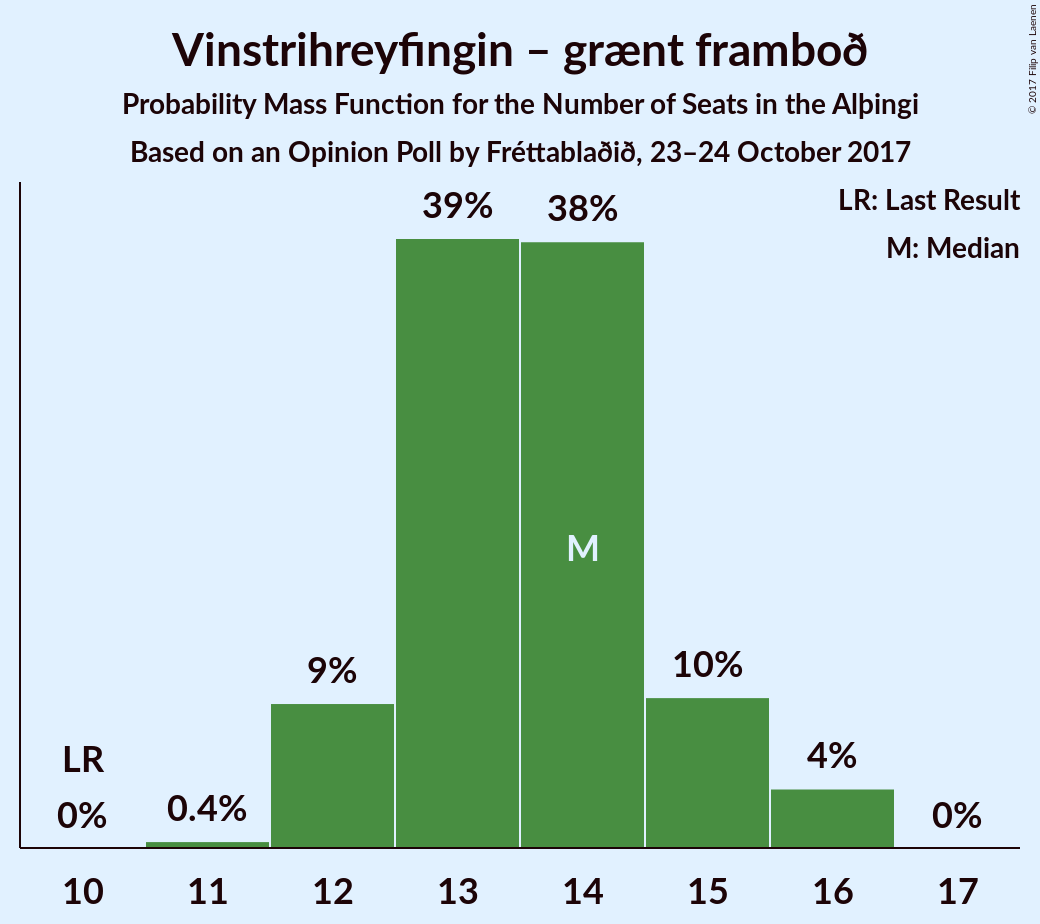 Vinstrihreyfingin – grænt framboð
Probability Mass Function for the Number of Seats in the Alþingi
Based on an Opinion Poll by Fréttablaðið, 23–24 October 2017
© 2017 Filip van Laenen
LR: Last Result
M: Median
39%
38%
M
9%
10%
LR
0%
0.4%
4%
0%
10
11
12
13
14
15
16
17